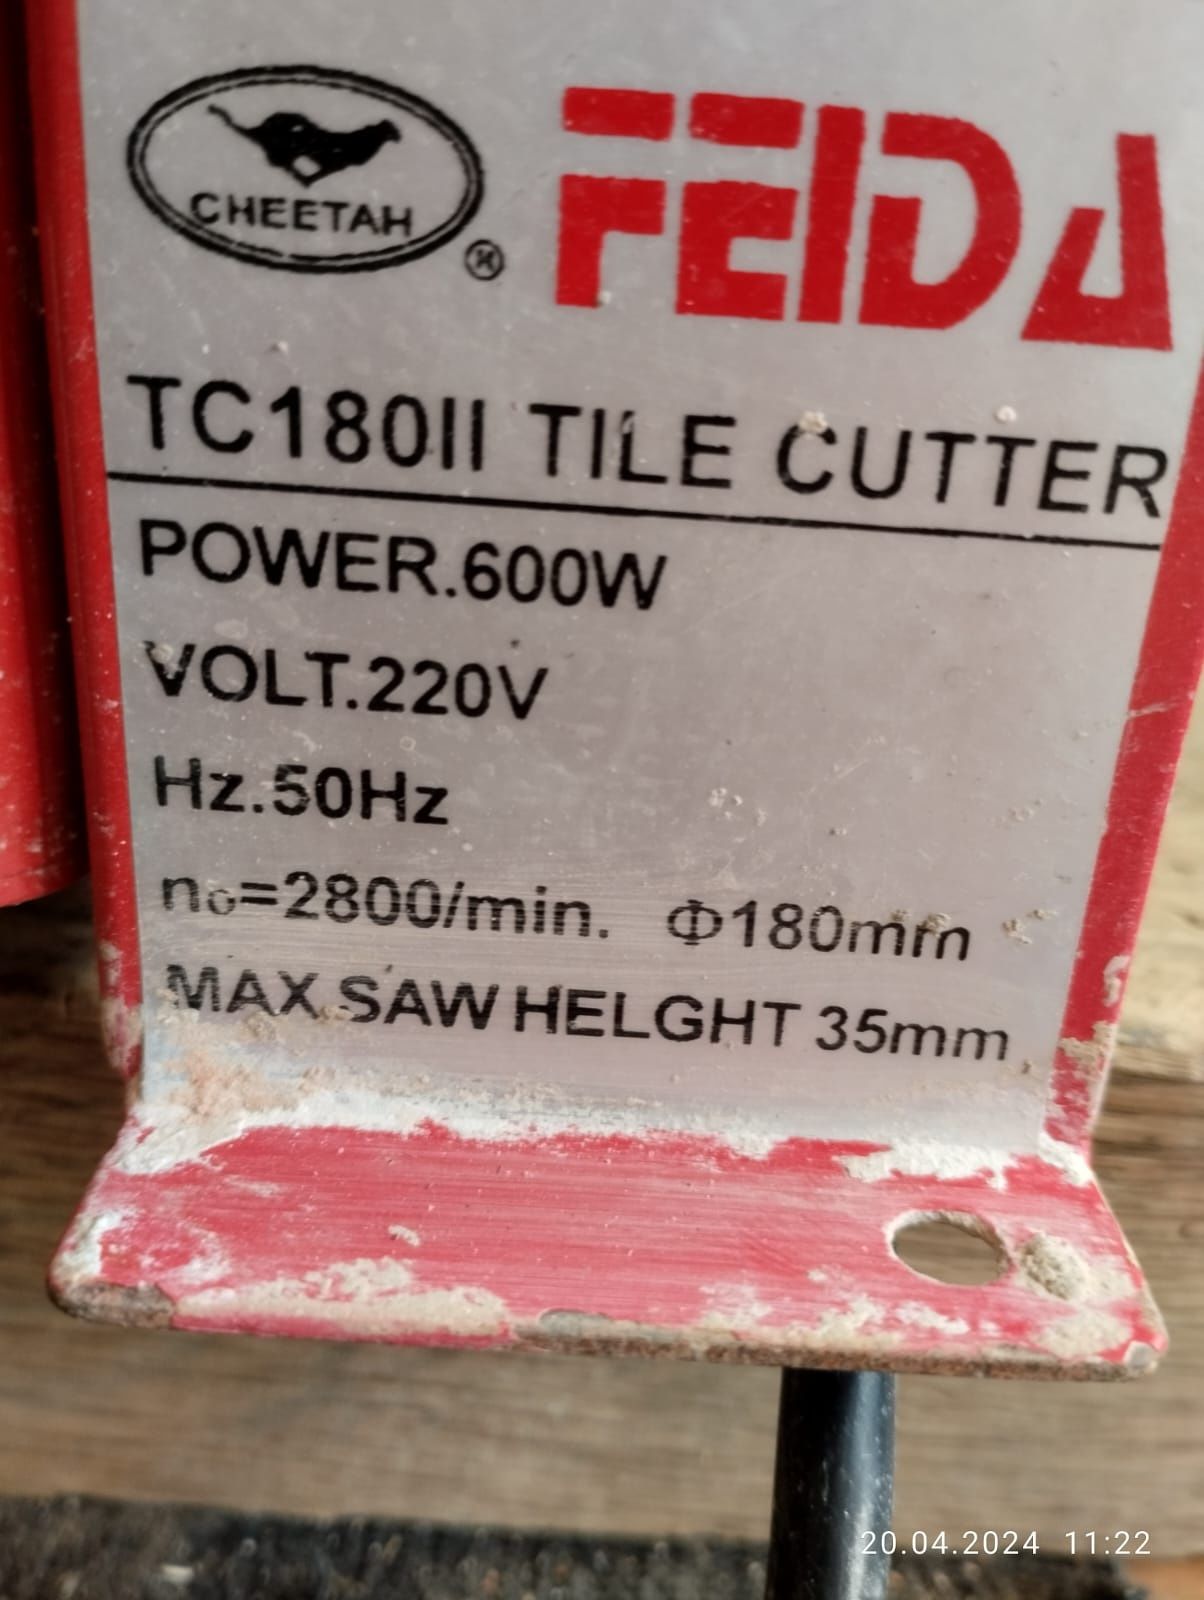 CHEETAH
®
FEIDA
TC180II TILE CUTTER
POWER.600W
VOLT.220V
Hz.50Hz
n₀=2800/min. Φ180mm
MAX.SAW HELGHT 35mm
20.04.2024 11:22